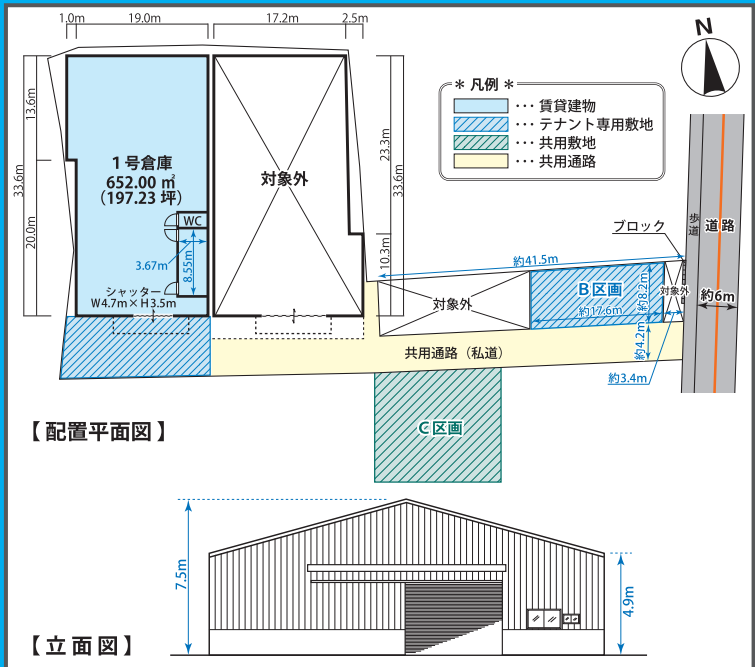 1.0m
19.0m
17.2m
2.5m
N
＊ 凡例 ＊
・・・賃貸建物
・・・テナント専用敷地
・・・共用敷地
・・・共用通路
13.6m
33.6m
20.0m
1号倉庫
652.00㎡
（197.23 坪）
WC
3.67m
8.55m
シャッター
W4.7m×H3.5m
対象外
23.3m
33.6m
10.3m
ブロック
歩道
道路
約41.5m
対象外
B区画
約8.2m
対象外
約6m
約17.6m
約4.2m
共用通路（私道）
約3.4m
C区画
【配置平面図】
7.5m
4.9m
【立面図】